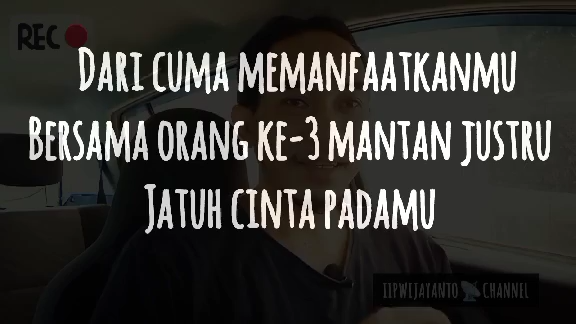 REC
DARI CUMA MEMANFAATKANMU
BERSAMA ORANG KE-3 MANTAN JUSTRU
JATUH CINTA PADAMU
IIPWIJAYANTO CHANNEL